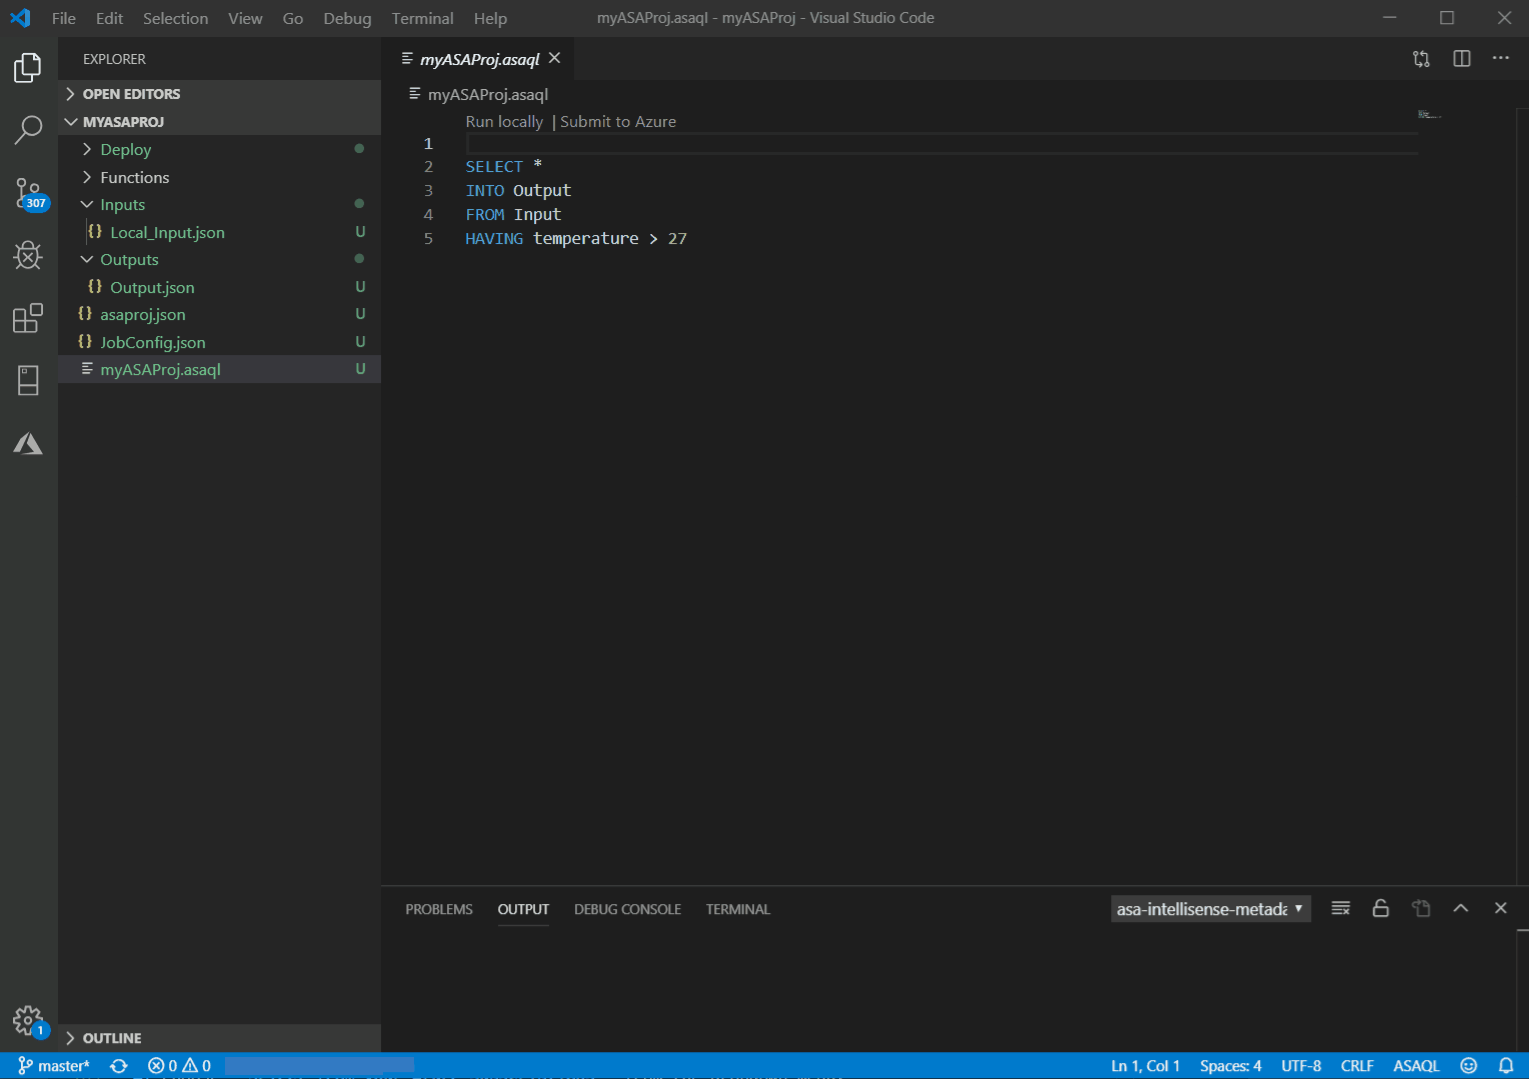 File Edit Selection View Go Debug Terminal Help myASAProj.asaql - myASAProj - Visual Studio Code
EXPLORER
OPEN EDITORS
MYASAPROJ
Deploy
Functions
Inputs
{} Local_Input.json U
Outputs
{} Output.json U
{} asaproj.json U
{} JobConfig.json U
myASAProj.asaql U
OUTLINE
307
1
myASAProj.asaql
myASAProj.asaql
Run locally | Submit to Azure
1
2 SELECT *
3 INTO Output
4 FROM Input
5 HAVING temperature > 27
PROBLEMS OUTPUT DEBUG CONSOLE TERMINAL asa-intellisense-metada
master* 0 0 Ln 1, Col 1 Spaces: 4 UTF-8 CRLF ASAQL